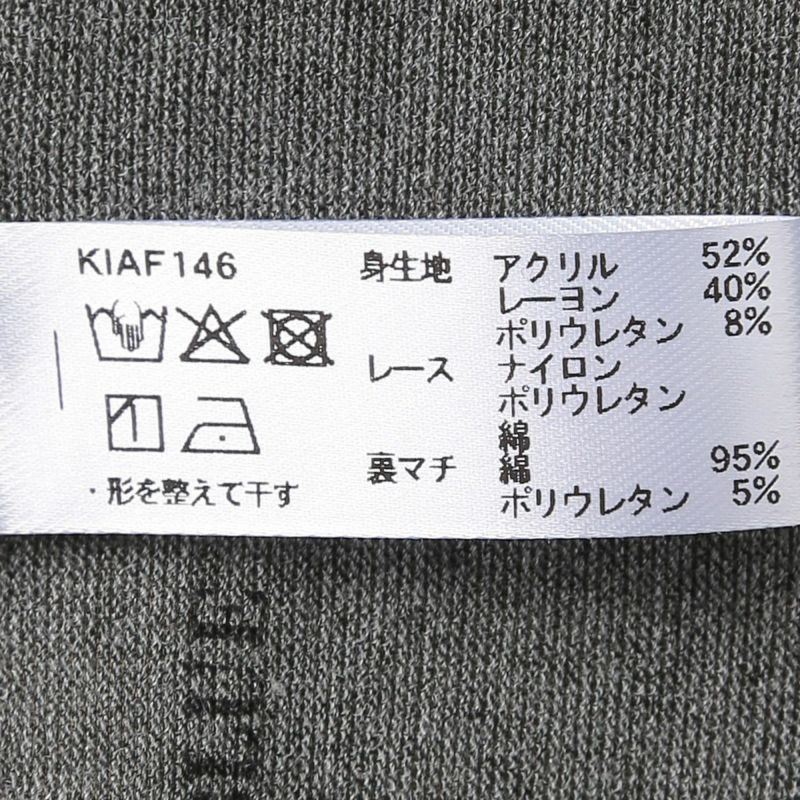 KIAF146
身生地 アクリル 52%
レーヨン 40%
ポリウレタン 8%
レース ナイロン
ポリウレタン
綿
裏マチ 綿 95%
ポリウレタン 5%
・形を整えて干す